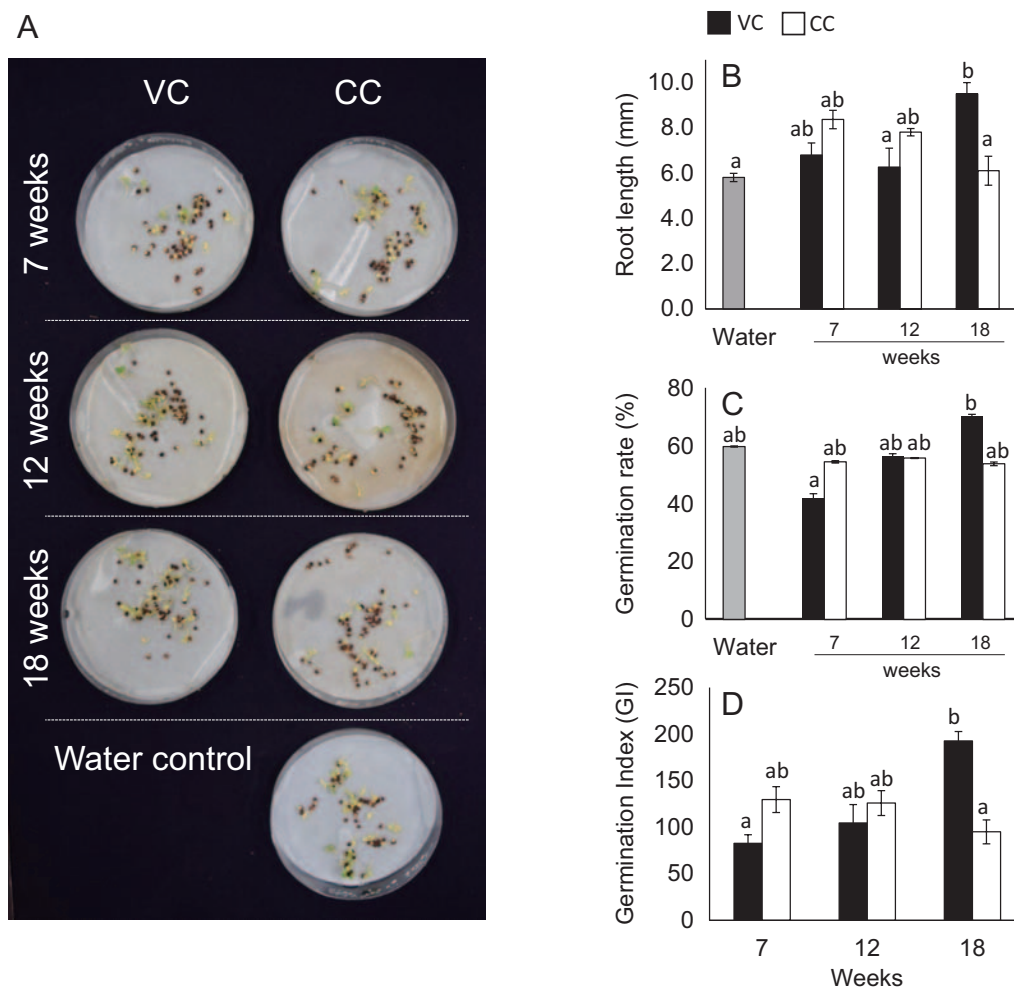 A
VC CC
7 weeks
12 weeks
18 weeks
Water control
VC CC
B
Root length (mm)
10.0
8.0
6.0
4.0
2.0
0.0
a
ab
ab
a
ab
b
a
Water
7 12 18
weeks
C
Germination rate (%)
80
60
40
20
0
ab
a
ab
ab
ab
b
ab
Water
7 12 18
weeks
D
Germination Index (GI)
250
200
150
100
50
0
a
ab
ab
ab
b
a
7 12 18
Weeks